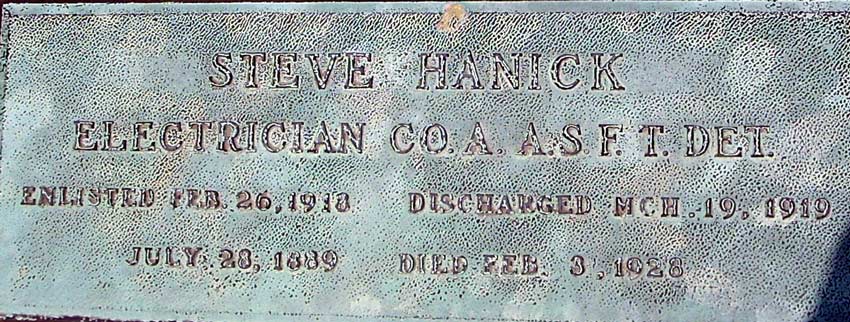 STEVE HANICK
ELECTRICIAN CO. A. A.S.F.T. DET.
ENLISTED FEB. 26, 1918 DISCHARGED MCH. 19, 1919
JULY 28, 1889 DIED FEB. 3, 1928